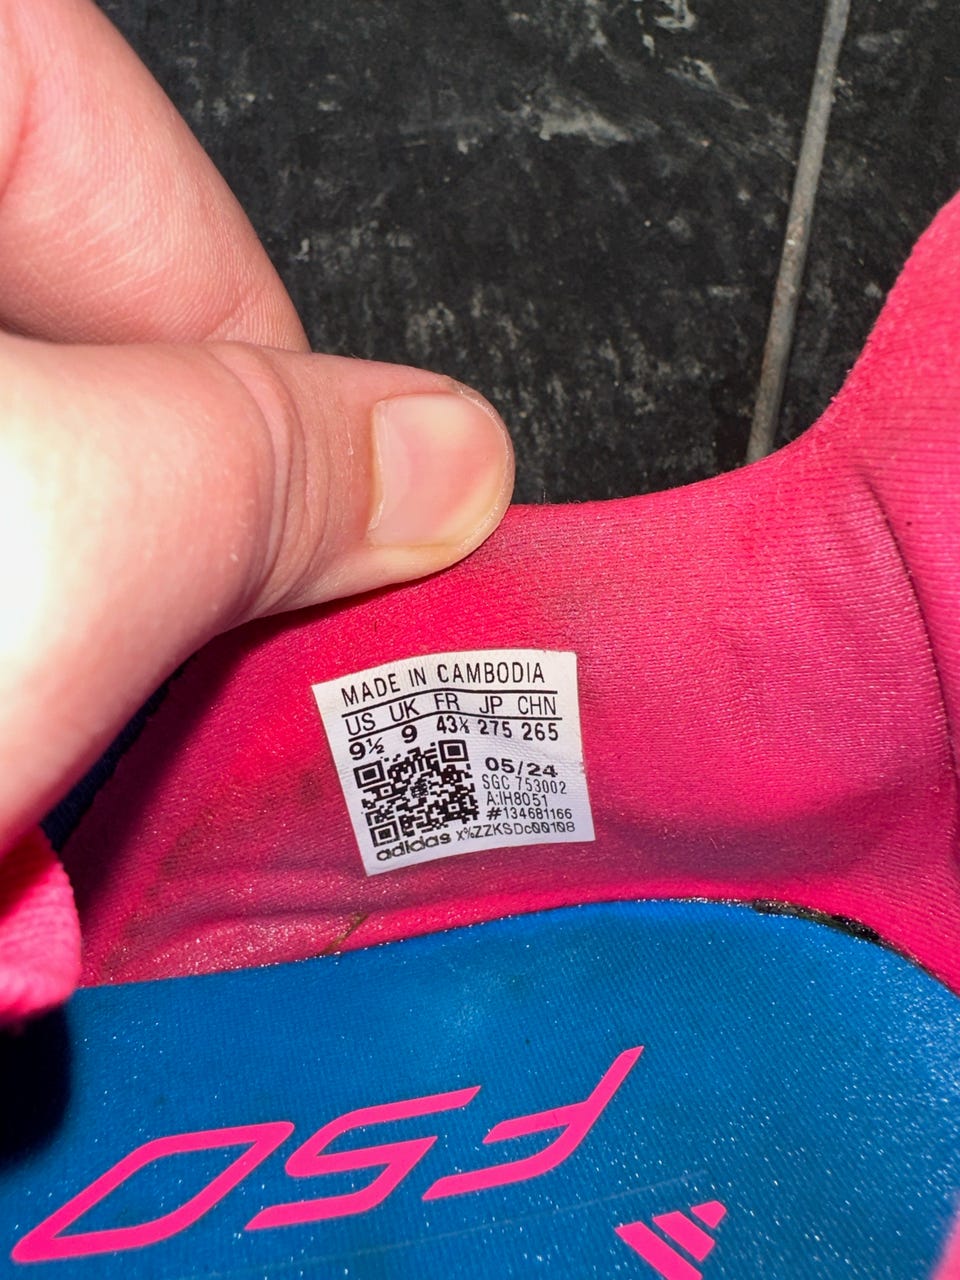 MADE IN CAMBODIA
US UK FR JP CHN
9½ 9 43⅓ 275 265
05/24
SGC 753002
A:IH8051
#134681166
adidas x%ZZKSDc00108
F50